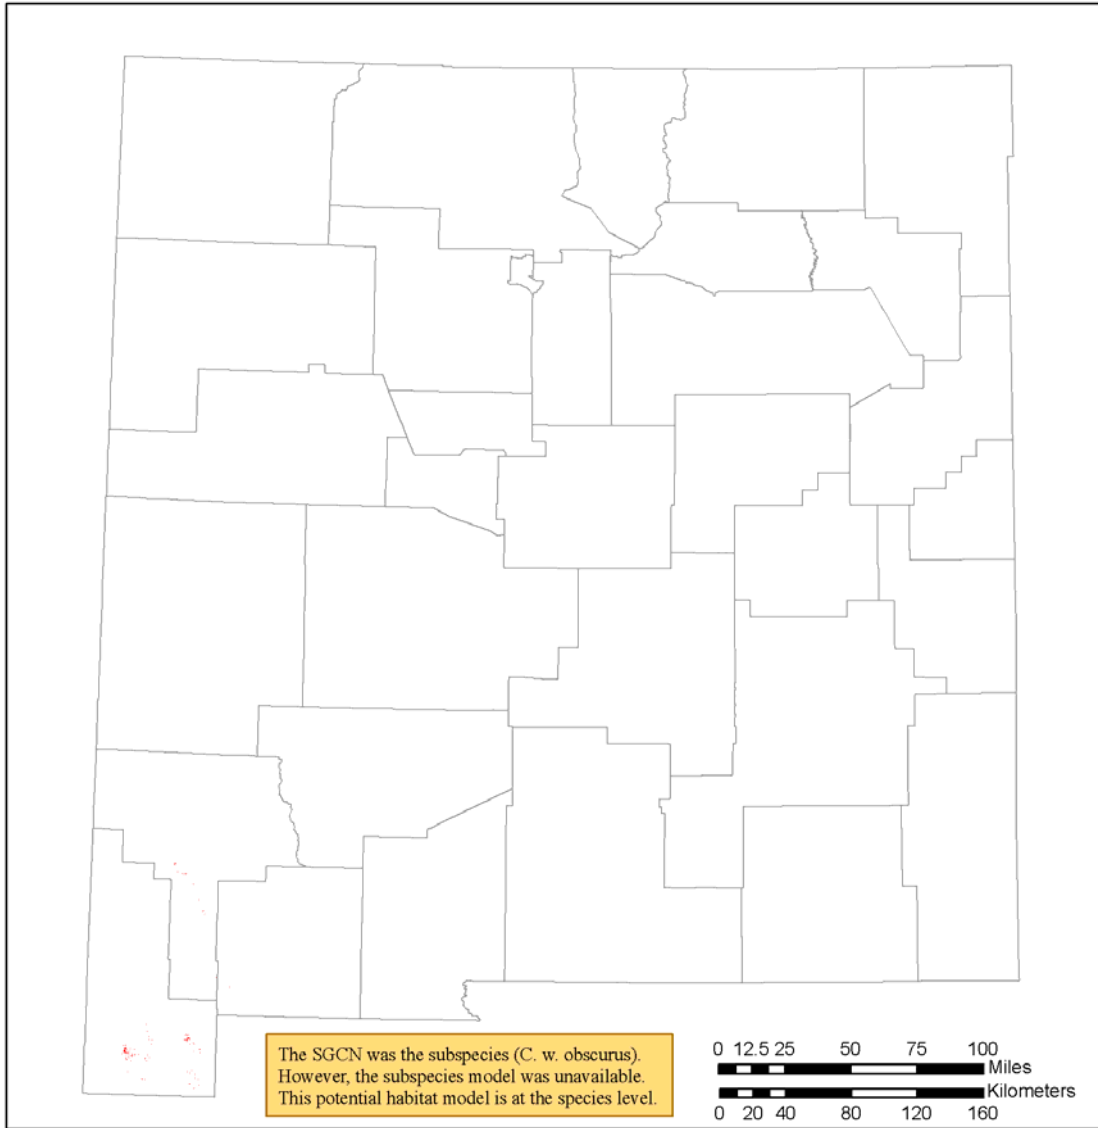 The SGCN was the subspecies (C. w. obscurus).
However, the subspecies model was unavailable.
This potential habitat model is at the species level.
0 12.5 25 50 75 100
Miles
Kilometers
0 20 40 80 120 160